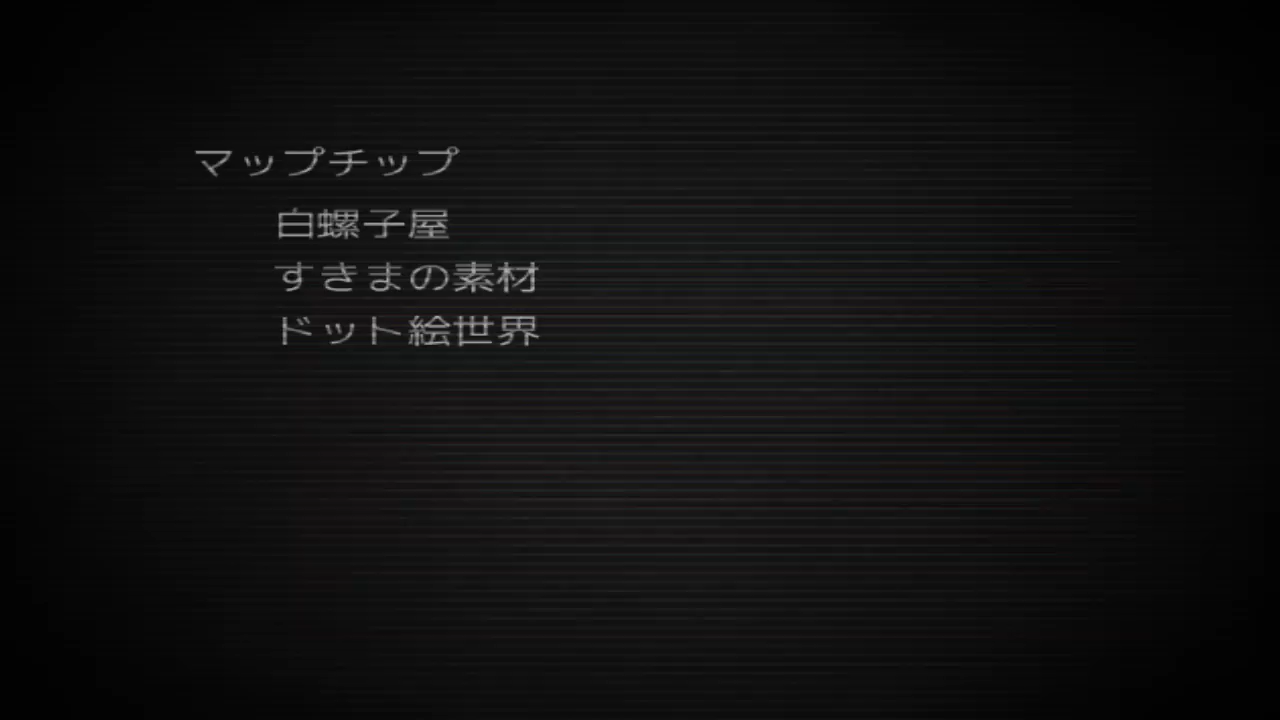 マップチップ
白螺子屋
すきまの素材
ドット絵世界